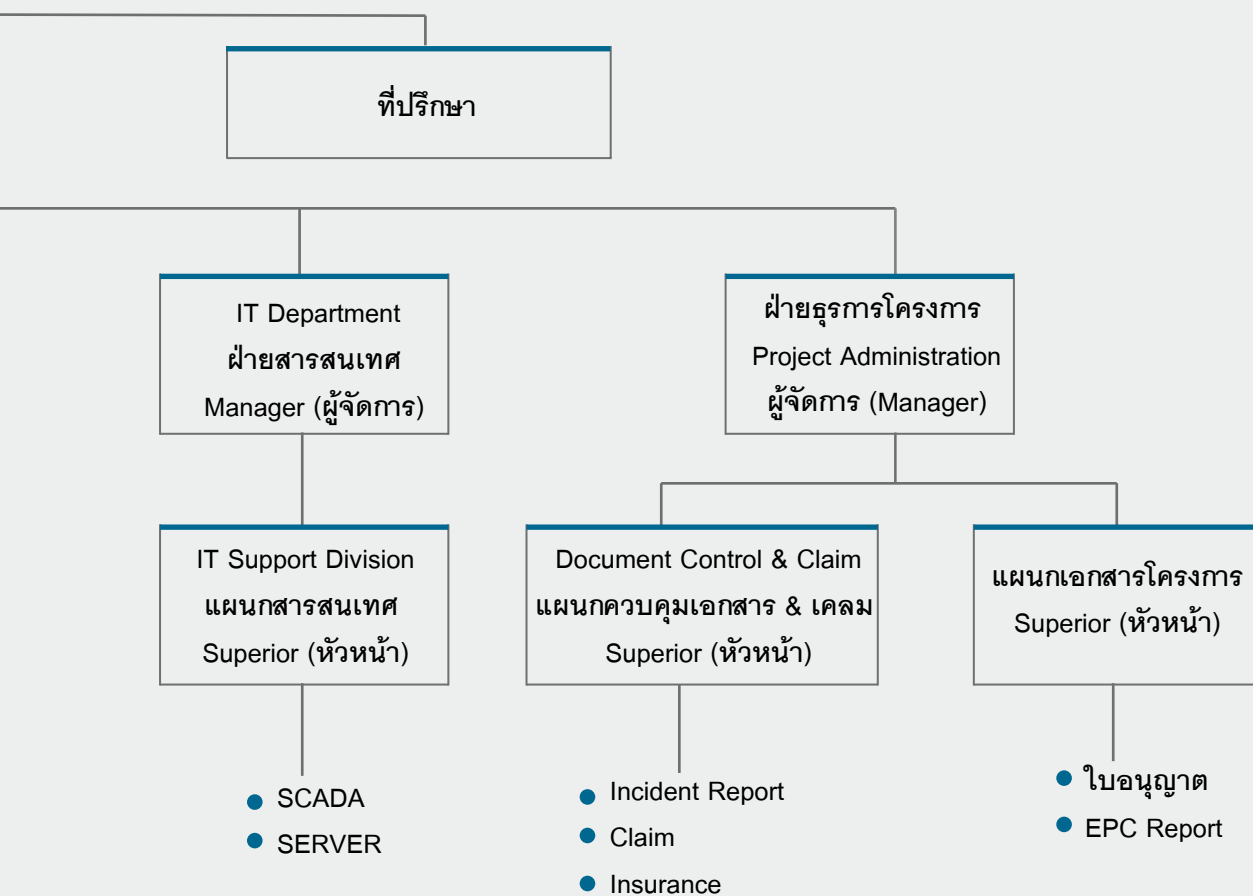 ที่ปรึกษา
IT Department
ฝ่ายสารสนเทศ
Manager (ผู้จัดการ)
ฝ่ายธุรการโครงการ
Project Administration
ผู้จัดการ (Manager)
IT Support Division
แผนกสารสนเทศ
Superior (หัวหน้า)
Document Control & Claim
แผนกควบคุมเอกสาร & เคลม
Superior (หัวหน้า)
แผนกเอกสารโครงการ
Superior (หัวหน้า)
SCADA
SERVER
Incident Report
Claim
Insurance
ใบอนุญาต
EPC Report